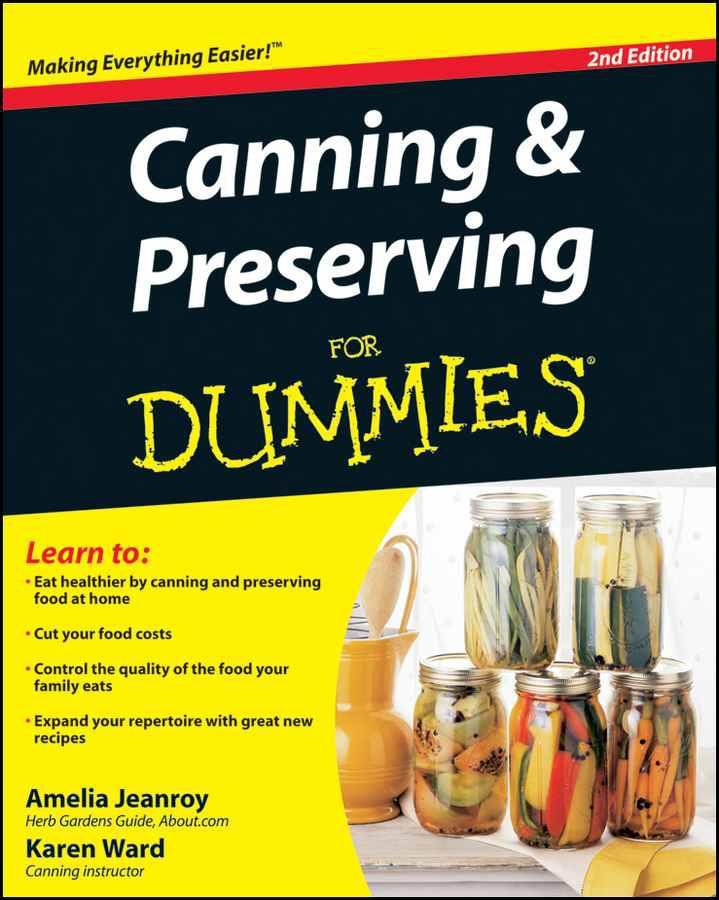 Making Everything Easier!™
2nd Edition
Canning &
Preserving
FOR
DUMMIES®
Learn to:
• Eat healthier by canning and preserving
food at home
• Cut your food costs
• Control the quality of the food your
family eats
• Expand your repertoire with great new
recipes
Amelia Jeanroy
Herb Gardens Guide, About.com
Karen Ward
Canning instructor